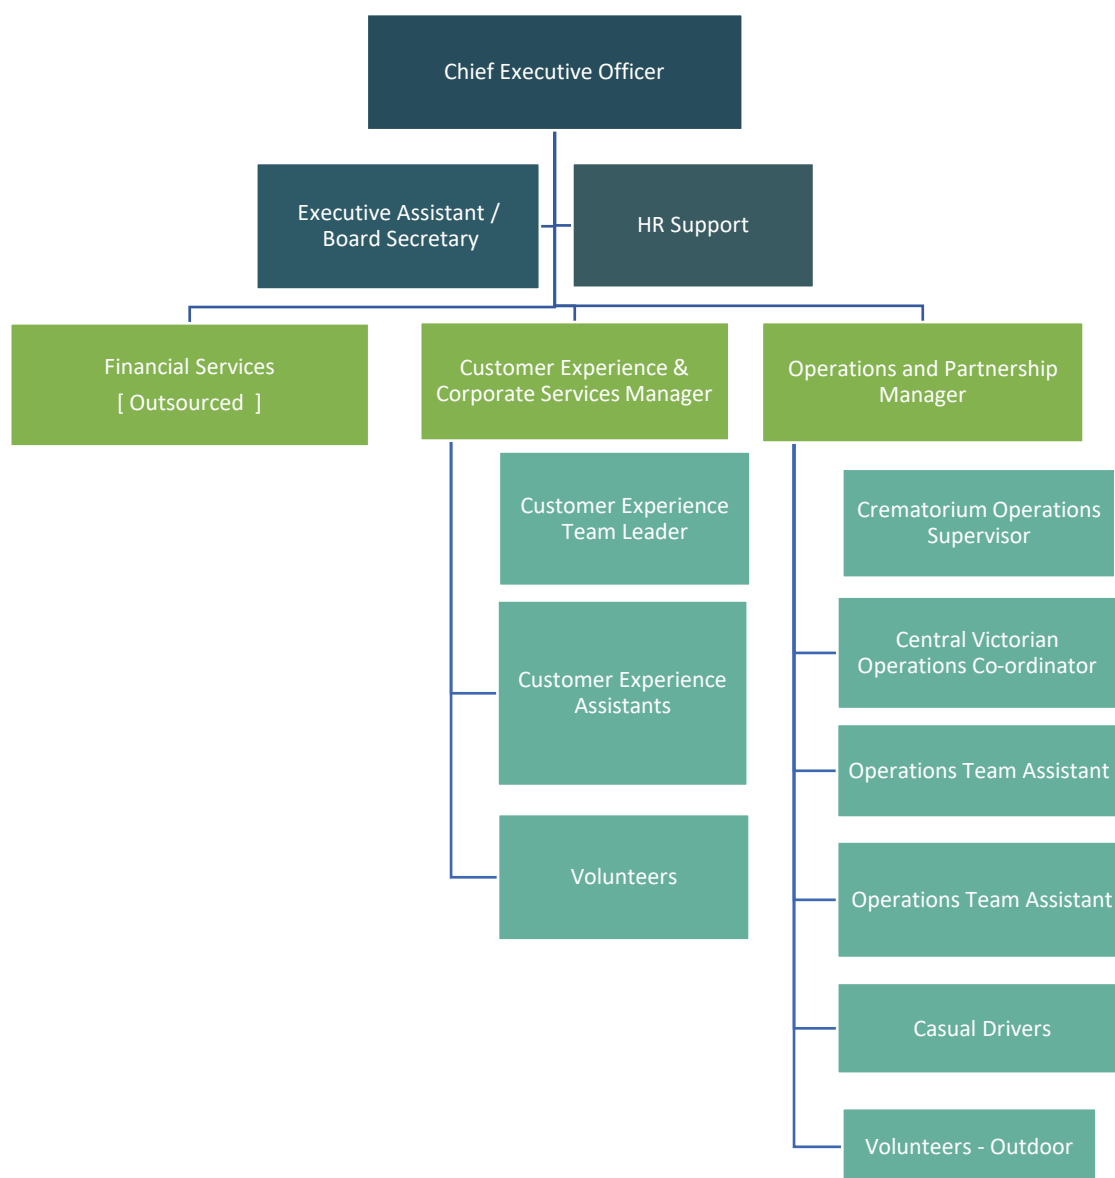 Chief Executive Officer
Executive Assistant /
Board Secretary
HR Support
Financial Services
[ Outsourced ]
Customer Experience &
Corporate Services Manager
Operations and Partnership
Manager
Customer Experience
Team Leader
Customer Experience
Assistants
Volunteers
Crematorium Operations
Supervisor
Central Victorian
Operations Co-ordinator
Operations Team Assistant
Operations Team Assistant
Casual Drivers
Volunteers - Outdoor